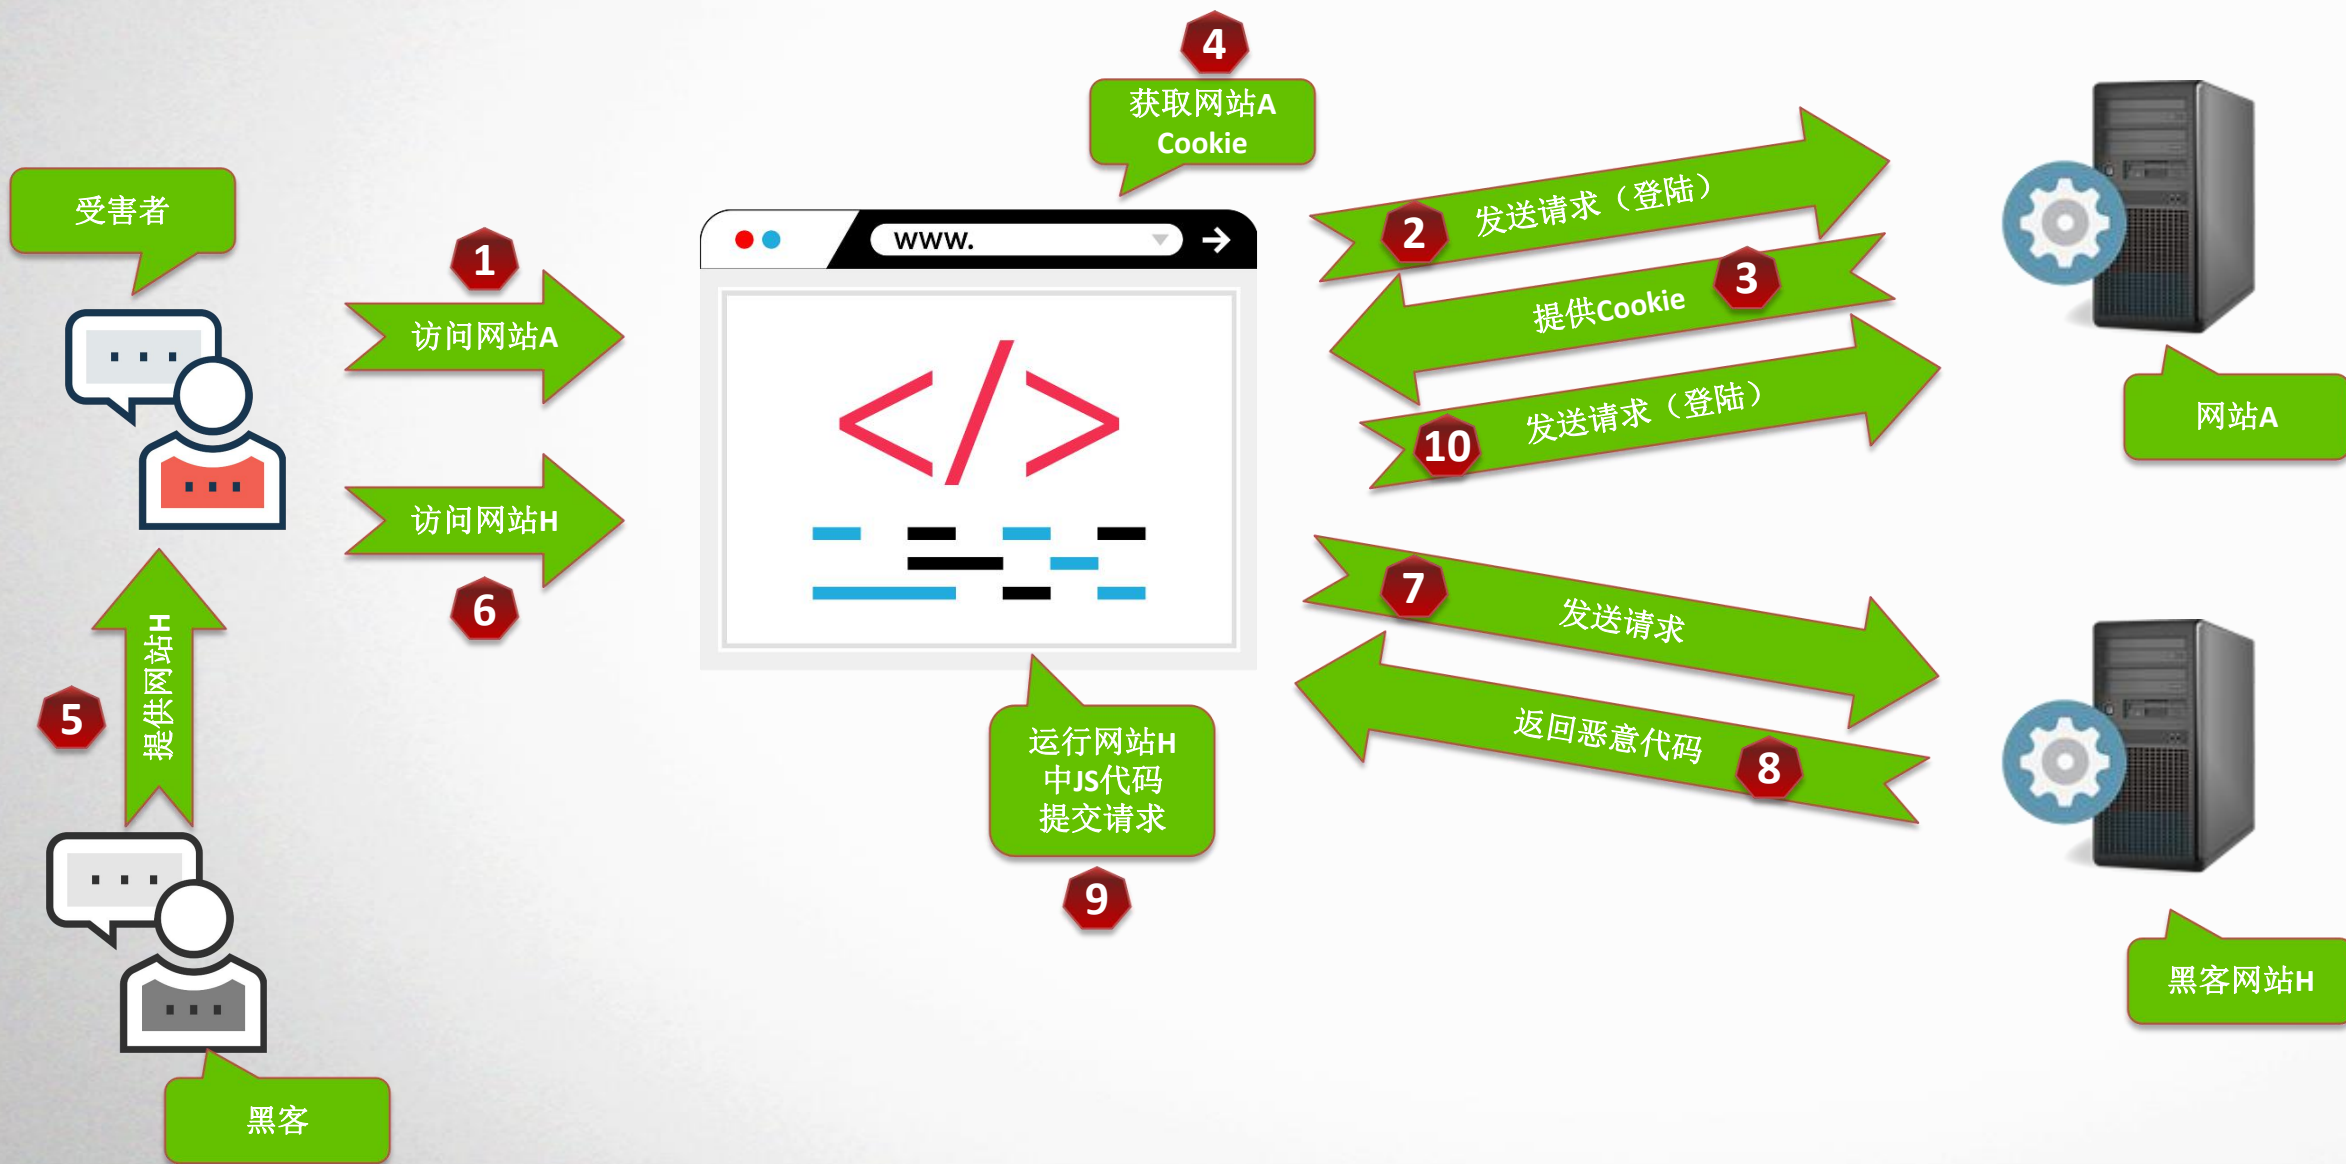 4
获取网站A
Cookie
受害者
1
访问网站A
www.
2
发送请求（登陆）
3
提供Cookie
10
发送请求（登陆）
网站A
访问网站H
6
7
发送请求
5
提供网站H
运行网站H
中JS代码
提交请求
9
返回恶意代码
8
黑客网站H
黑客